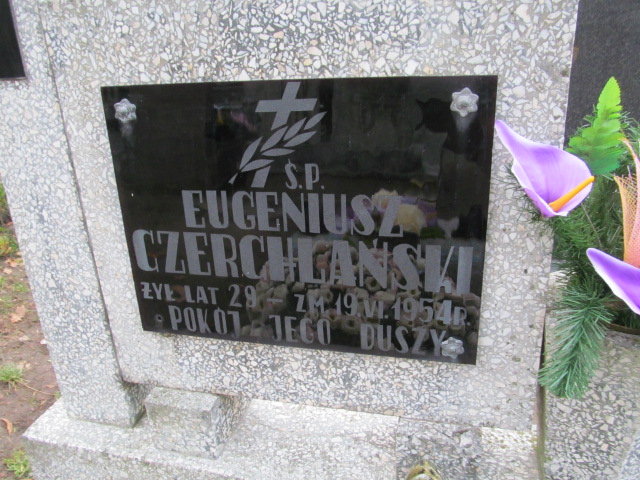 Ś.P.
EUGENIUSZ
CZERCHLAŃSKI
ŻYŁ LAT 29 - ZM 19.VI.1954R
POKÓJ JEGO DUSZY